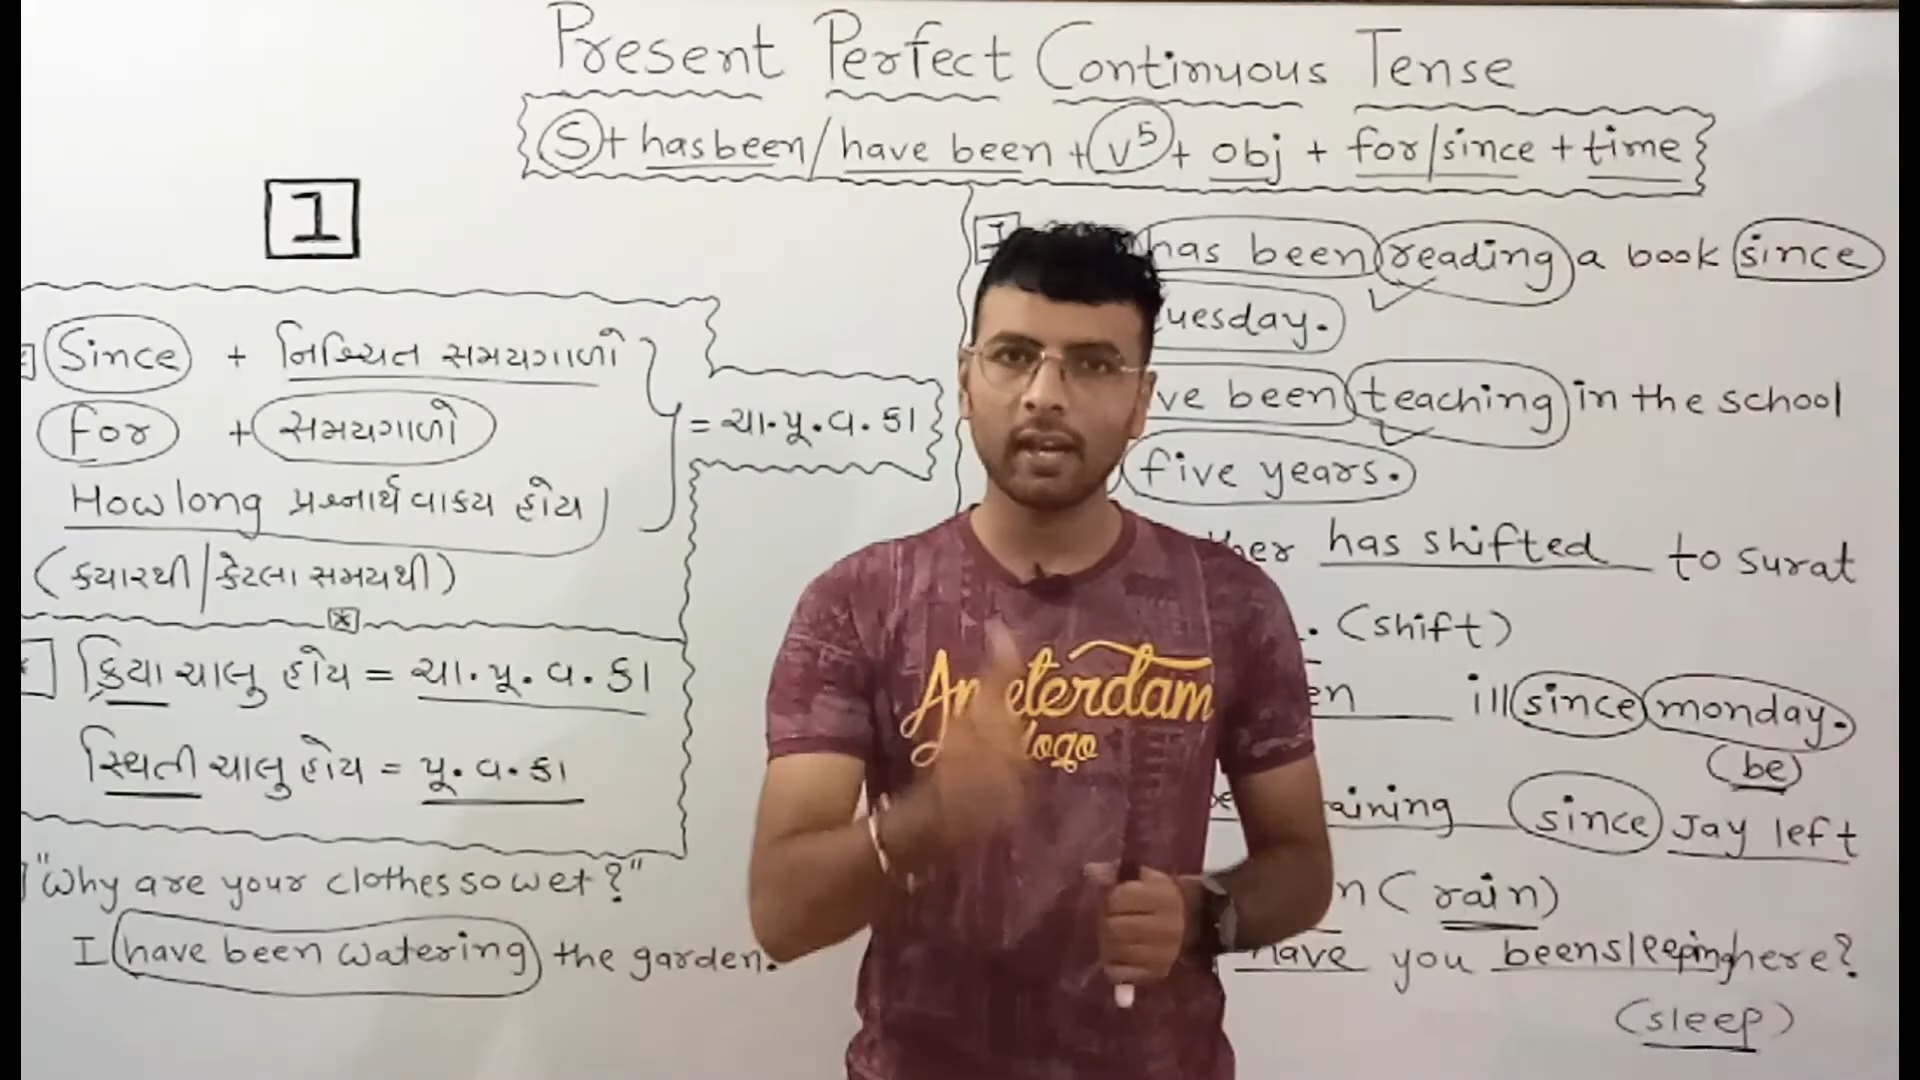 Present Perfect Continuous Tense
S + has been / have been + v5 + obj + for/since + time
1
Since + નિશ્ચિત સમયગાળો
for + સમયગાળો
= ચા.પૂ.વ.કા
How long પ્રશ્નાર્થ વાકય હોય
(કયારથી/કેટલા સમયથી)
ક્રિયા ચાલુ હોય = ચા.પૂ.વ.કા
સ્થિતી ચાલુ હોય = પૂ.વ.કા
"Why are your clothes so wet?"
I have been watering the garden.
has been reading a book since
tuesday.
been teaching in the school
five years.
has shifted to surat
(shift)
ill since monday.
(be)
since Jay left
(rain)
have you been sleeping here?
(sleep)
Amsterdam